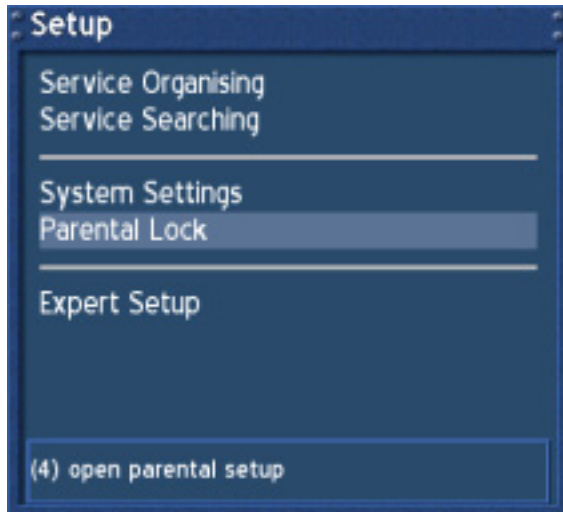 Setup
Service Organising
Service Searching
System Settings
Parental Lock
Expert Setup
(4) open parental setup